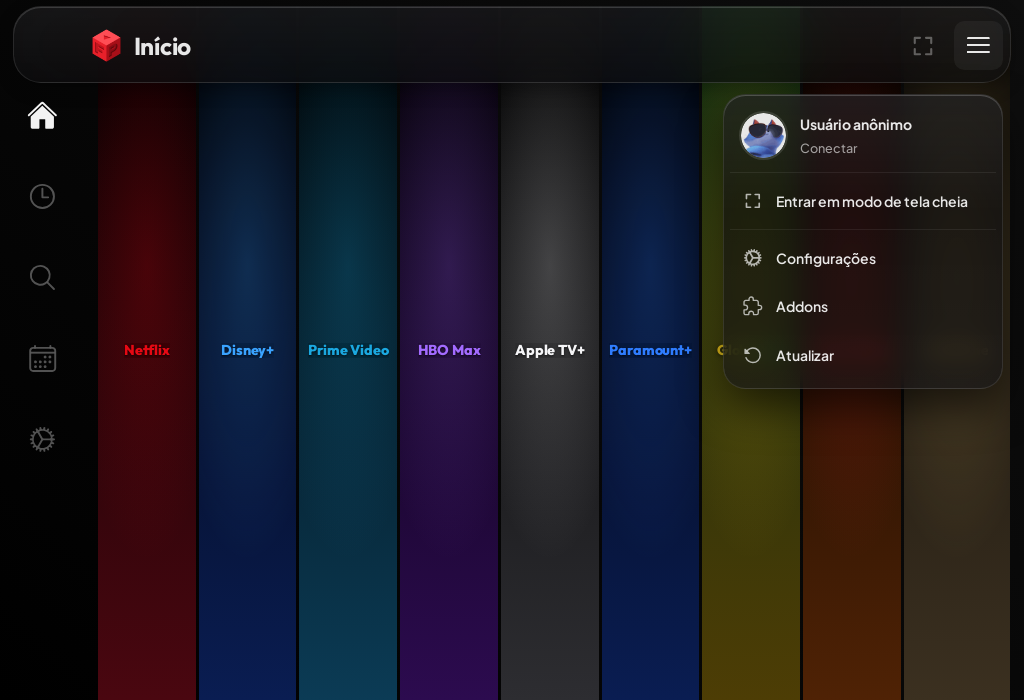 Início
Usuário anônimo
Conectar
Entrar em modo de tela cheia
Configurações
Addons
Atualizar
Netflix
Disney+
Prime Video
HBO Max
Apple TV+
Paramount+